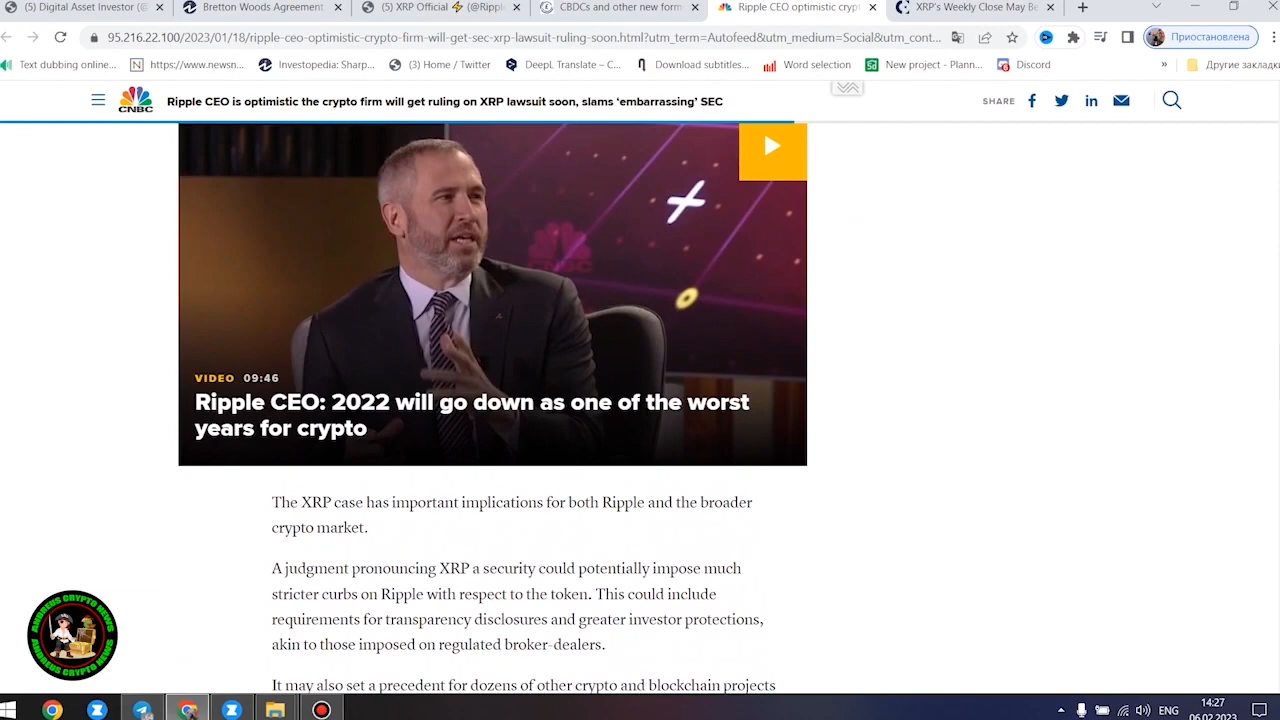 (5) Digital Asset Investor (@
Bretton Woods Agreement
(5) XRP Official ⚡ (@Rippl
CBDCs and other new form
Ripple CEO optimistic crypt
XRP's Weekly Close May Be
95.216.22.100/2023/01/18/ripple-ceo-optimistic-crypto-firm-will-get-sec-xrp-lawsuit-ruling-soon.html?utm_term=Autofeed&utm_medium=Social&utm_cont...
Приостановлена
Text dubbing online...
https://www.newsn...
Investopedia: Sharp...
(3) Home / Twitter
DeepL Translate – C...
Download subtitles...
Word selection
New project - Plann...
Discord
»
Другие закладки
CNBC
Ripple CEO is optimistic the crypto firm will get ruling on XRP lawsuit soon, slams ‘embarrassing’ SEC
SHARE
VIDEO 09:46
Ripple CEO: 2022 will go down as one of the worst
years for crypto
The XRP case has important implications for both Ripple and the broader
crypto market.
A judgment pronouncing XRP a security could potentially impose much
stricter curbs on Ripple with respect to the token. This could include
requirements for transparency disclosures and greater investor protections,
akin to those imposed on regulated broker-dealers.
It may also set a precedent for dozens of other crypto and blockchain projects
ANDREUS CRYPTO NEWS
ANDREUS CRYPTO NEWS
14:27
ENG
06.02.2023